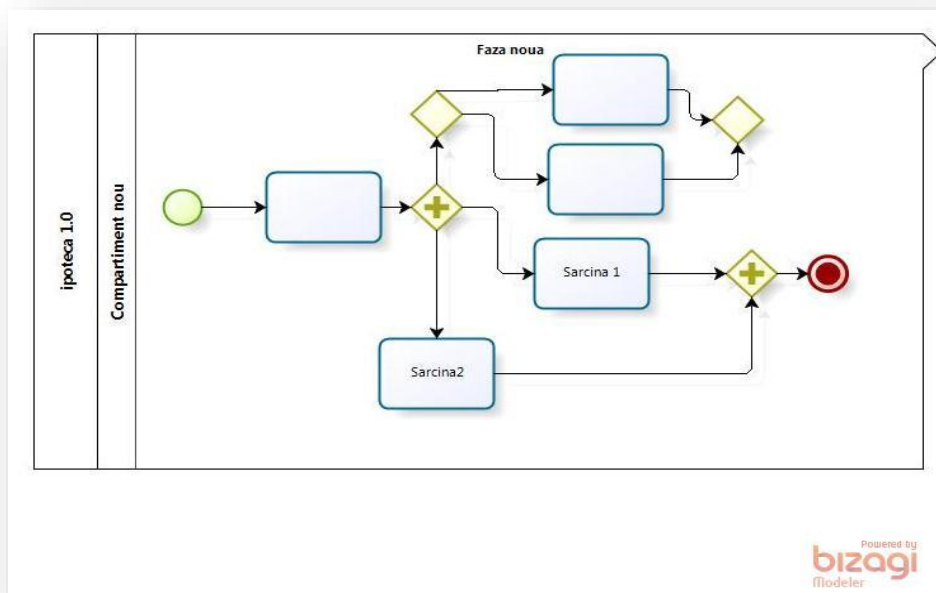 ipoteca 1.0
Compartiment nou
Faza noua
Sarcina 1
Sarcina2
Powered by
bizagi
Modeler